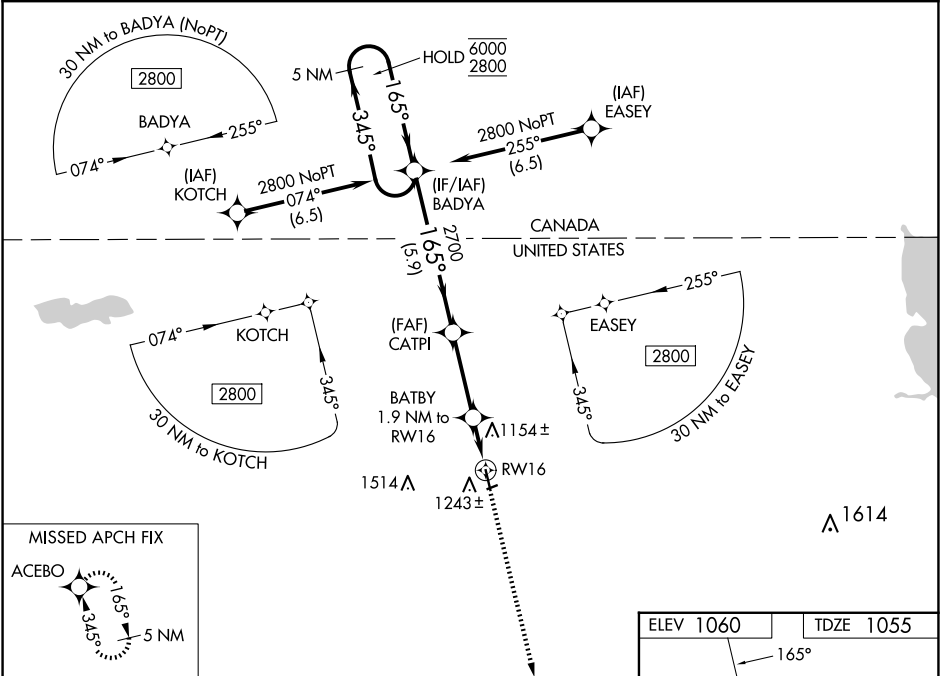 30 NM to BADYA (NoPT)
2800
BADYA
074°
255°
5 NM
HOLD 6000
2800
165°
345°
(IAF)
EASEY
2800 NoPT
255°
(6.5)
(IAF)
KOTCH
2800 NoPT
074°
(6.5)
(IF/IAF)
BADYA
CANADA
UNITED STATES
2700
165°
(5.9)
074°
KOTCH
2800
345°
30 NM to KOTCH
(FAF)
CATPI
255°
EASEY
2800
345°
30 NM to EASEY
BATBY
1.9 NM to
RW16
1154±
RW16
1514
1243±
1614
MISSED APCH FIX
ACEBO
165°
345°
5 NM
ELEV 1060
TDZE 1055
165°